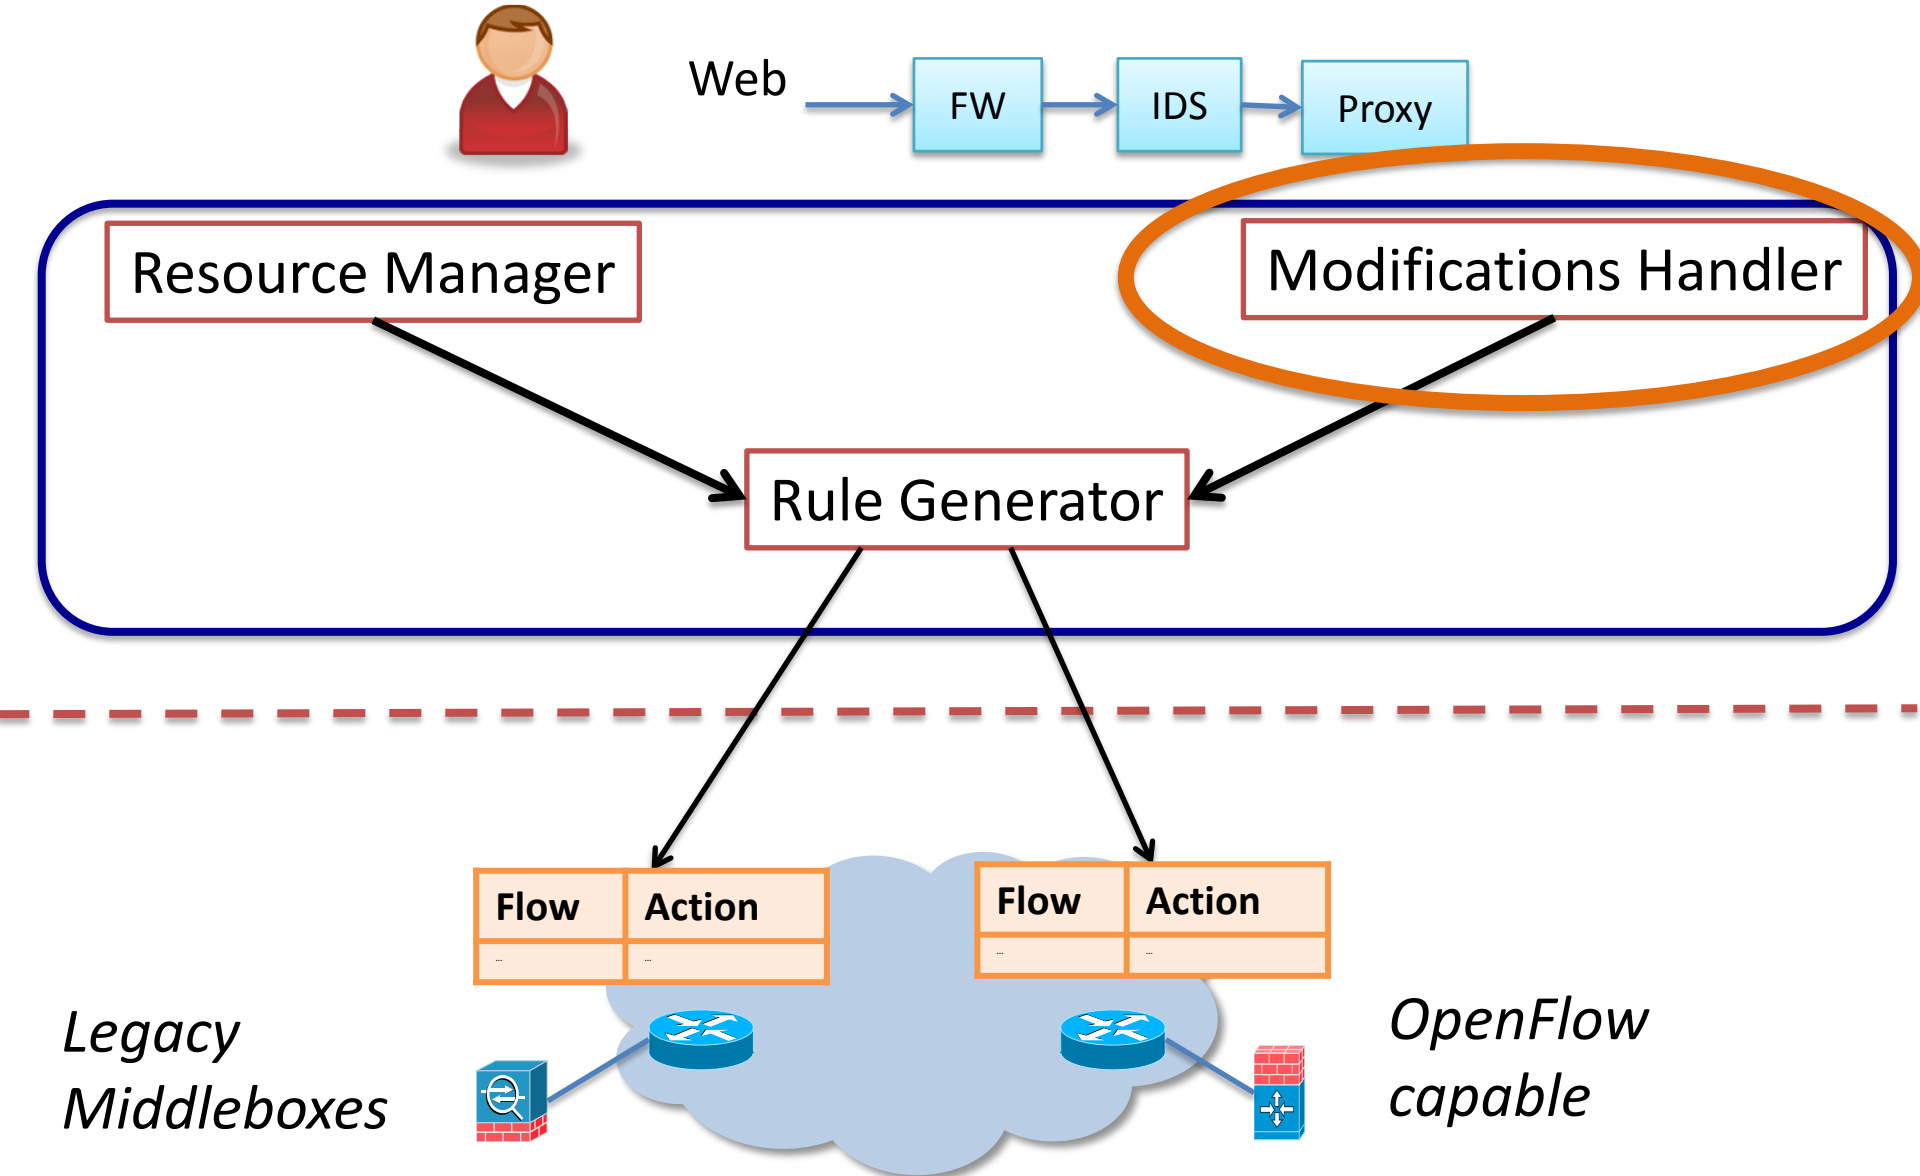 Web
FW
IDS
Proxy
Resource Manager
Modifications Handler
Rule Generator
Flow Action
... ...
Flow Action
... ...
Legacy
Middleboxes
OpenFlow
capable